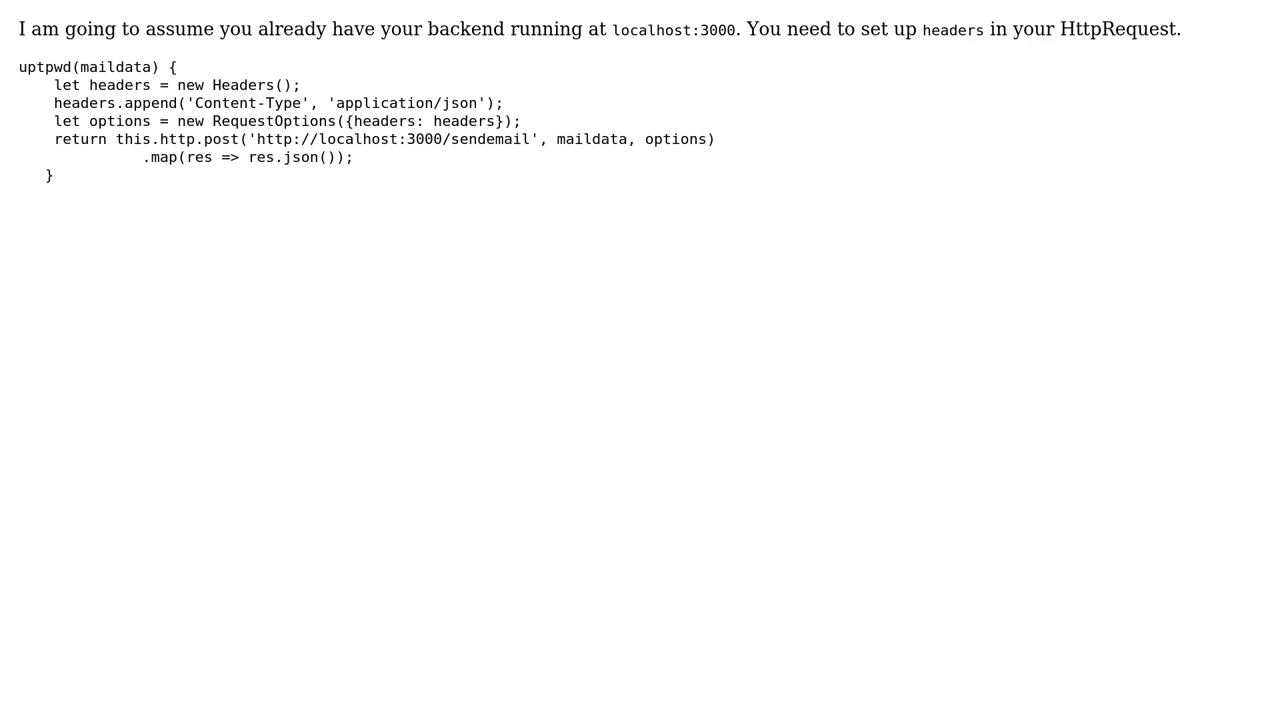 I am going to assume you already have your backend running at localhost:3000. You need to set up headers in your HttpRequest.
uptpwd(maildata) {
    let headers = new Headers();
    headers.append('Content-Type', 'application/json');
    let options = new RequestOptions({headers: headers});
    return this.http.post('http://localhost:3000/sendemail', maildata, options)
              .map(res => res.json());
   }